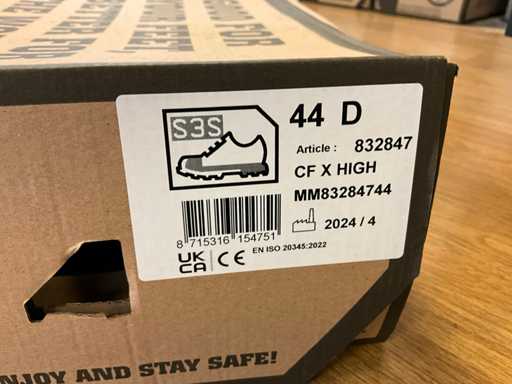 S3S
44 D
Article : 832847
CF X HIGH
MM83284744
2024 / 4
8 715316 154751
UK CA CE EN ISO 20345:2022
ENJOY AND STAY SAFE!